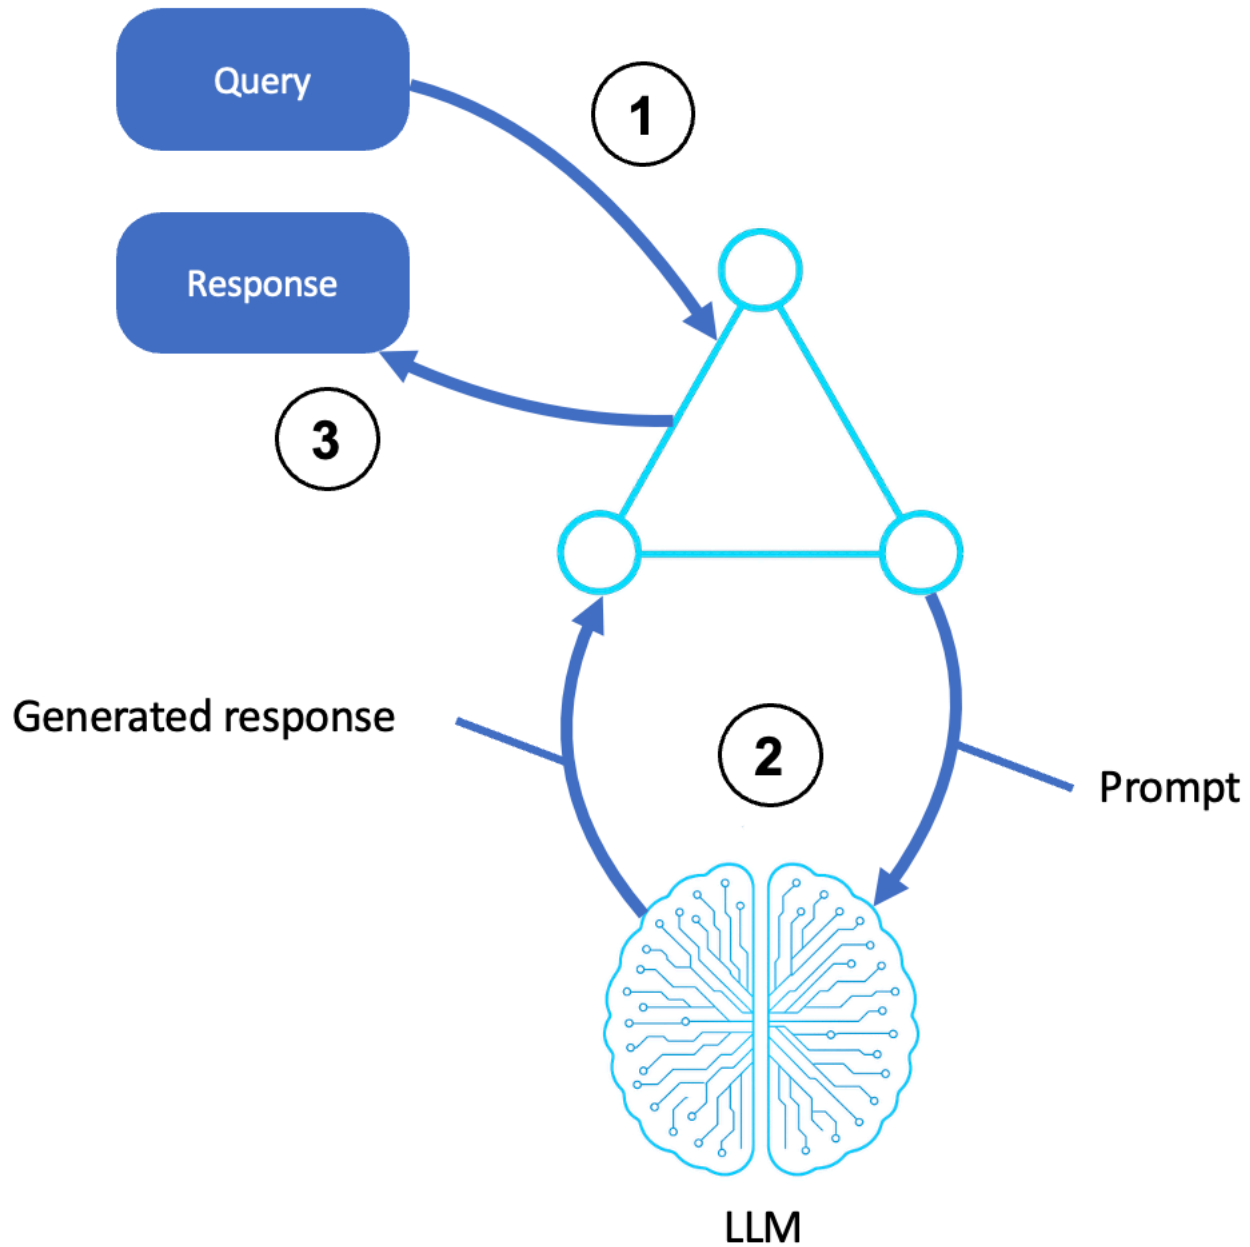 Query
1
Response
3
Generated response
2
Prompt
LLM